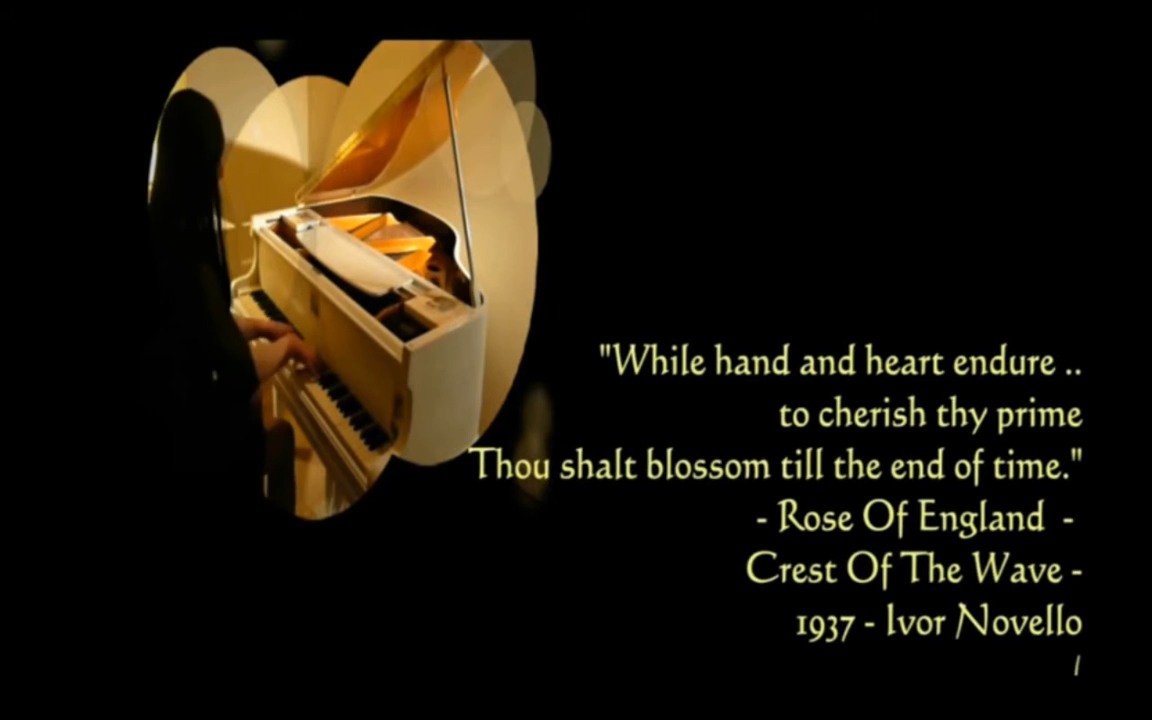 "While hand and heart endure ..
to cherish thy prime
Thou shalt blossom till the end of time."
- Rose Of England  -
Crest Of The Wave -
1937 - Ivor Novello
/